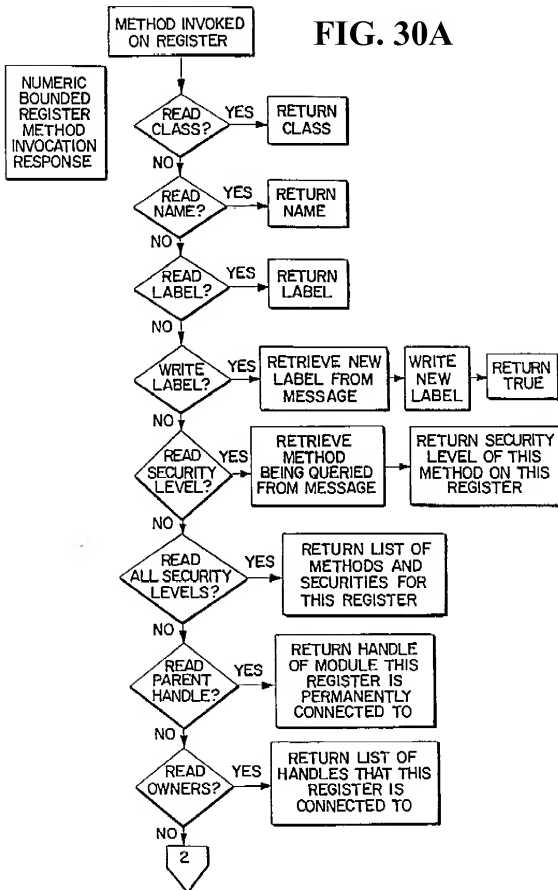 METHOD INVOKED
ON REGISTER
FIG. 30A
NUMERIC
BOUNDED
REGISTER
METHOD
INVOCATION
RESPONSE
READ
CLASS?
YES
RETURN
CLASS
NO
READ
NAME?
YES
RETURN
NAME
NO
READ
LABEL?
YES
RETURN
LABEL
NO
WRITE
LABEL?
YES
RETRIEVE NEW
LABEL FROM
MESSAGE
WRITE
NEW
LABEL
RETURN
TRUE
NO
READ
SECURITY
LEVEL?
YES
RETRIEVE
METHOD
BEING QUERIED
FROM MESSAGE
RETURN SECURITY
LEVEL OF THIS
METHOD ON THIS
REGISTER
NO
READ
ALL SECURITY
LEVELS?
YES
RETURN LIST OF
METHODS AND
SECURITIES FOR
THIS REGISTER
NO
READ
PARENT
HANDLE?
YES
RETURN HANDLE
OF MODULE THIS
REGISTER IS
PERMANENTLY
CONNECTED TO
NO
READ
OWNERS?
YES
RETURN LIST OF
HANDLES THAT THIS
REGISTER IS
CONNECTED TO
NO
2